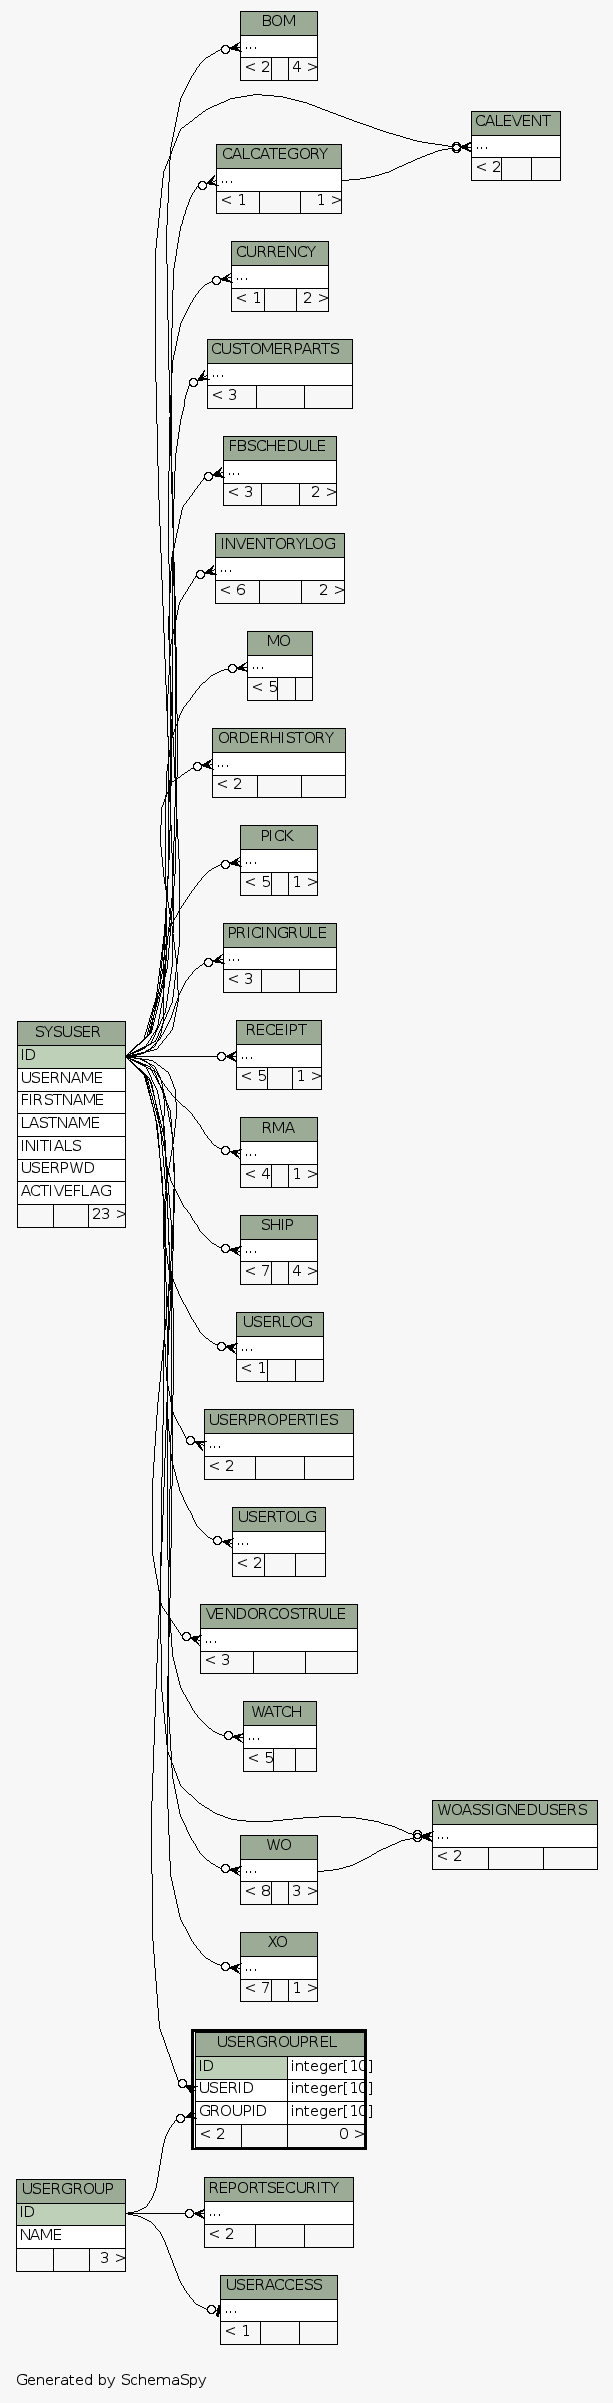 BOM
...
< 2 4 >
CALEVENT
...
< 2
CALCATEGORY
...
< 1 1 >
CURRENCY
...
< 1 2 >
CUSTOMERPARTS
...
< 3
FBSCHEDULE
...
< 3 2 >
INVENTORYLOG
...
< 6 2 >
MO
...
< 5
ORDERHISTORY
...
< 2
PICK
...
< 5 1 >
PRICINGRULE
...
< 3
SYSUSER
ID
USERNAME
FIRSTNAME
LASTNAME
INITIALS
USERPWD
ACTIVEFLAG
23 >
RECEIPT
...
< 5 1 >
RMA
...
< 4 1 >
SHIP
...
< 7 4 >
USERLOG
...
< 1
USERPROPERTIES
...
< 2
USERTOLG
...
< 2
VENDORCOSTRULE
...
< 3
WATCH
...
< 5
WOASSIGNEDUSERS
...
< 2
WO
...
< 8 3 >
XO
...
< 7 1 >
USERGROUPREL
ID integer[10]
USERID integer[10]
GROUPID integer[10]
< 2 0 >
USERGROUP
ID
NAME
3 >
REPORTSECURITY
...
< 2
USERACCESS
...
< 1
Generated by SchemaSpy